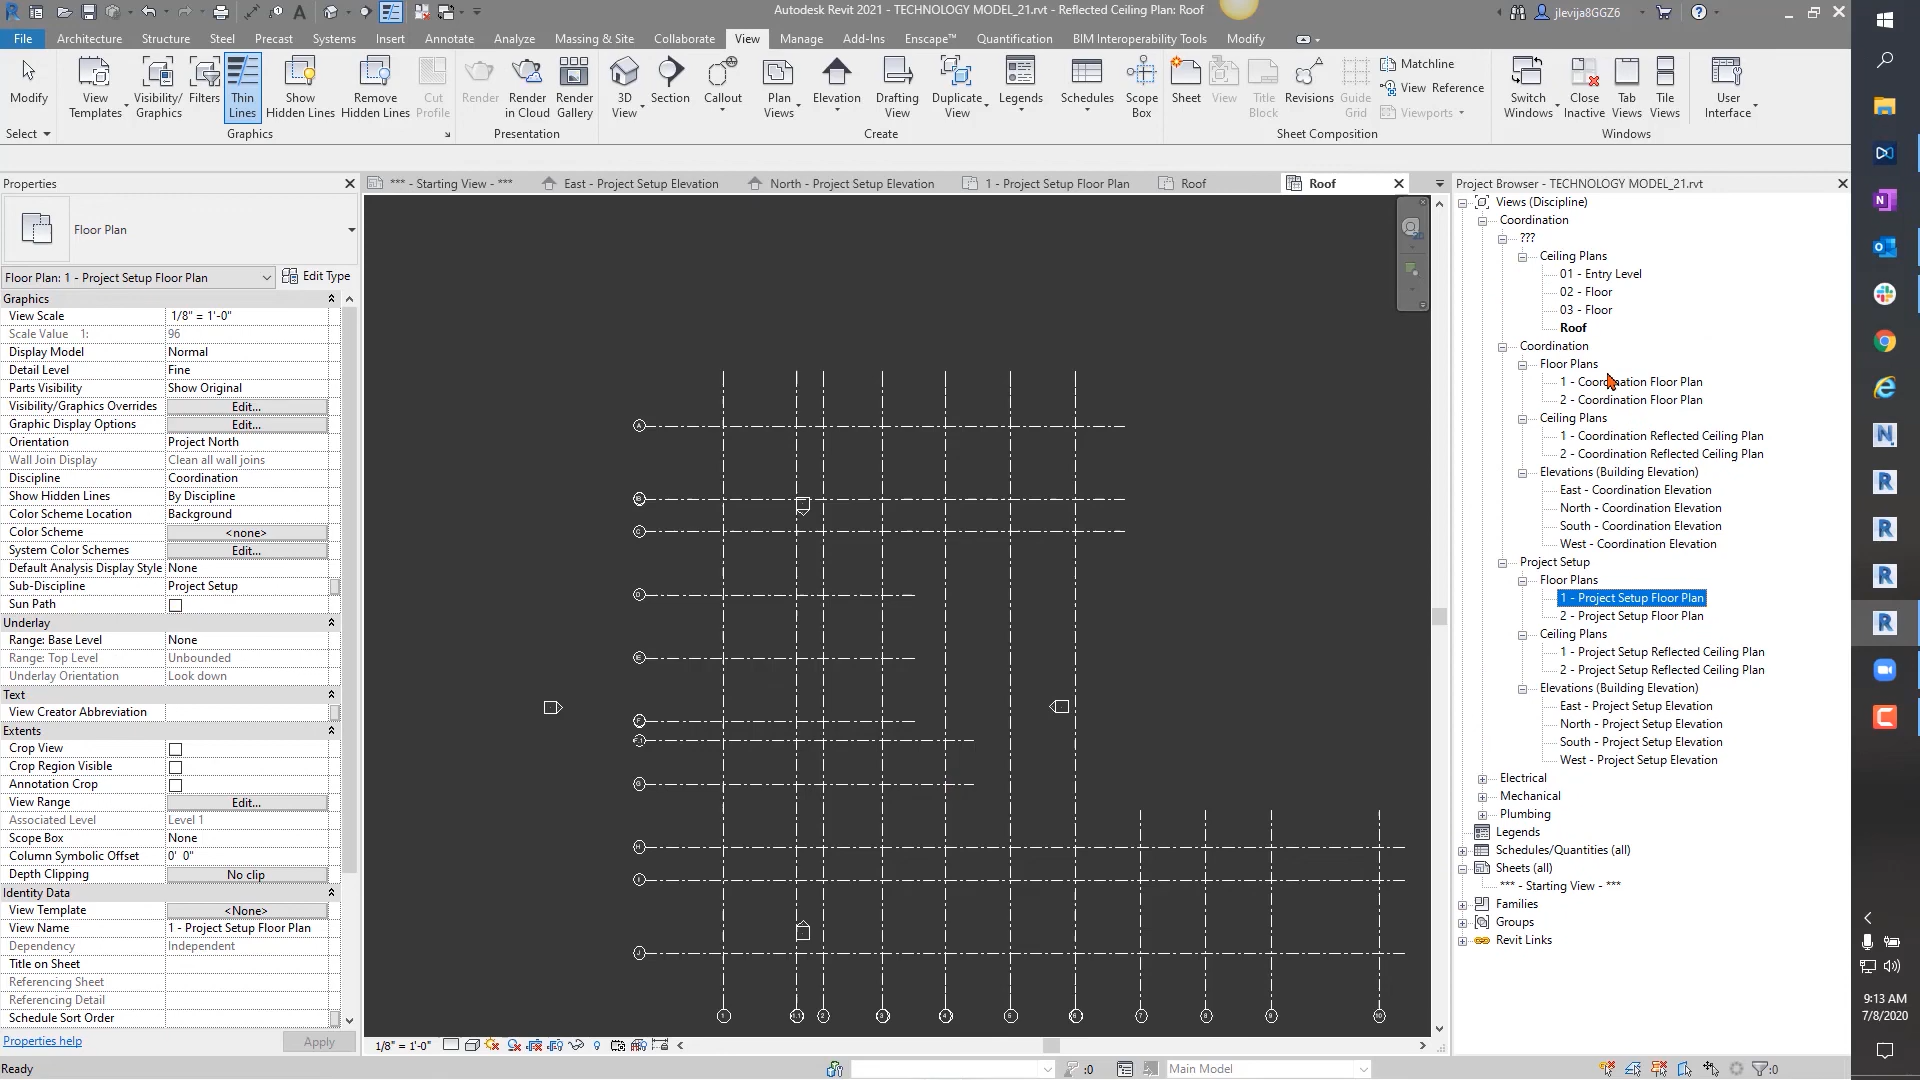 Autodesk Revit 2021 - TECHNOLOGY MODEL_21.rvt - Reflected Ceiling Plan: Roof
jlevija8GGZ6
File Architecture Structure Steel Precast Systems Insert Annotate Analyze Massing & Site Collaborate View Manage Add-Ins Enscape™ Quantification BIM Interoperability Tools Modify
Modify
View Templates
Visibility/ Graphics
Filters
Thin Lines
Show Hidden Lines
Remove Hidden Lines
Cut Profile
Render
Render in Cloud
Render Gallery
3D View
Section
Callout
Plan Views
Elevation
Drafting View
Duplicate View
Legends
Schedules
Scope Box
Sheet
View
Title Block
Revisions
Guide Grid
Matchline
View Reference
Viewports
Switch Windows
Close Inactive
Tab Views
Tile Views
User Interface
Select Graphics Presentation Create Sheet Composition Windows
Properties
*** - Starting View - ***
East - Project Setup Elevation
North - Project Setup Elevation
1 - Project Setup Floor Plan
Roof
Roof
Project Browser - TECHNOLOGY MODEL_21.rvt
Floor Plan
Floor Plan: 1 - Project Setup Floor Plan Edit Type
Graphics
View Scale 1/8" = 1'-0"
Scale Value 1: 96
Display Model Normal
Detail Level Fine
Parts Visibility Show Original
Visibility/Graphics Overrides Edit...
Graphic Display Options Edit...
Orientation Project North
Wall Join Display Clean all wall joins
Discipline Coordination
Show Hidden Lines By Discipline
Color Scheme Location Background
Color Scheme <none>
System Color Schemes Edit...
Default Analysis Display Style None
Sub-Discipline Project Setup
Sun Path
Underlay
Range: Base Level None
Range: Top Level Unbounded
Underlay Orientation Look down
Text
View Creator Abbreviation
Extents
Crop View
Crop Region Visible
Annotation Crop
View Range Edit...
Associated Level Level 1
Scope Box None
Column Symbolic Offset 0' 0"
Depth Clipping No clip
Identity Data
View Template <None>
View Name 1 - Project Setup Floor Plan
Dependency Independent
Title on Sheet
Referencing Sheet
Referencing Detail
Schedule Sort Order
Properties help Apply
A
B
C
D
E
F
F.1
G
H
I
J
1 1.1 2 3 4 5 6 7 8 9 10
1/8" = 1'-0"
Views (Discipline)
Coordination
???
Ceiling Plans
01 - Entry Level
02 - Floor
03 - Floor
Roof
Coordination
Floor Plans
1 - Coordination Floor Plan
2 - Coordination Floor Plan
Ceiling Plans
1 - Coordination Reflected Ceiling Plan
2 - Coordination Reflected Ceiling Plan
Elevations (Building Elevation)
East - Coordination Elevation
North - Coordination Elevation
South - Coordination Elevation
West - Coordination Elevation
Project Setup
Floor Plans
1 - Project Setup Floor Plan
2 - Project Setup Floor Plan
Ceiling Plans
1 - Project Setup Reflected Ceiling Plan
2 - Project Setup Reflected Ceiling Plan
Elevations (Building Elevation)
East - Project Setup Elevation
North - Project Setup Elevation
South - Project Setup Elevation
West - Project Setup Elevation
Electrical
Mechanical
Plumbing
Legends
Schedules/Quantities (all)
Sheets (all)
*** - Starting View - ***
Families
Groups
Revit Links
9:13 AM
7/8/2020
Ready
:0
Main Model
:0